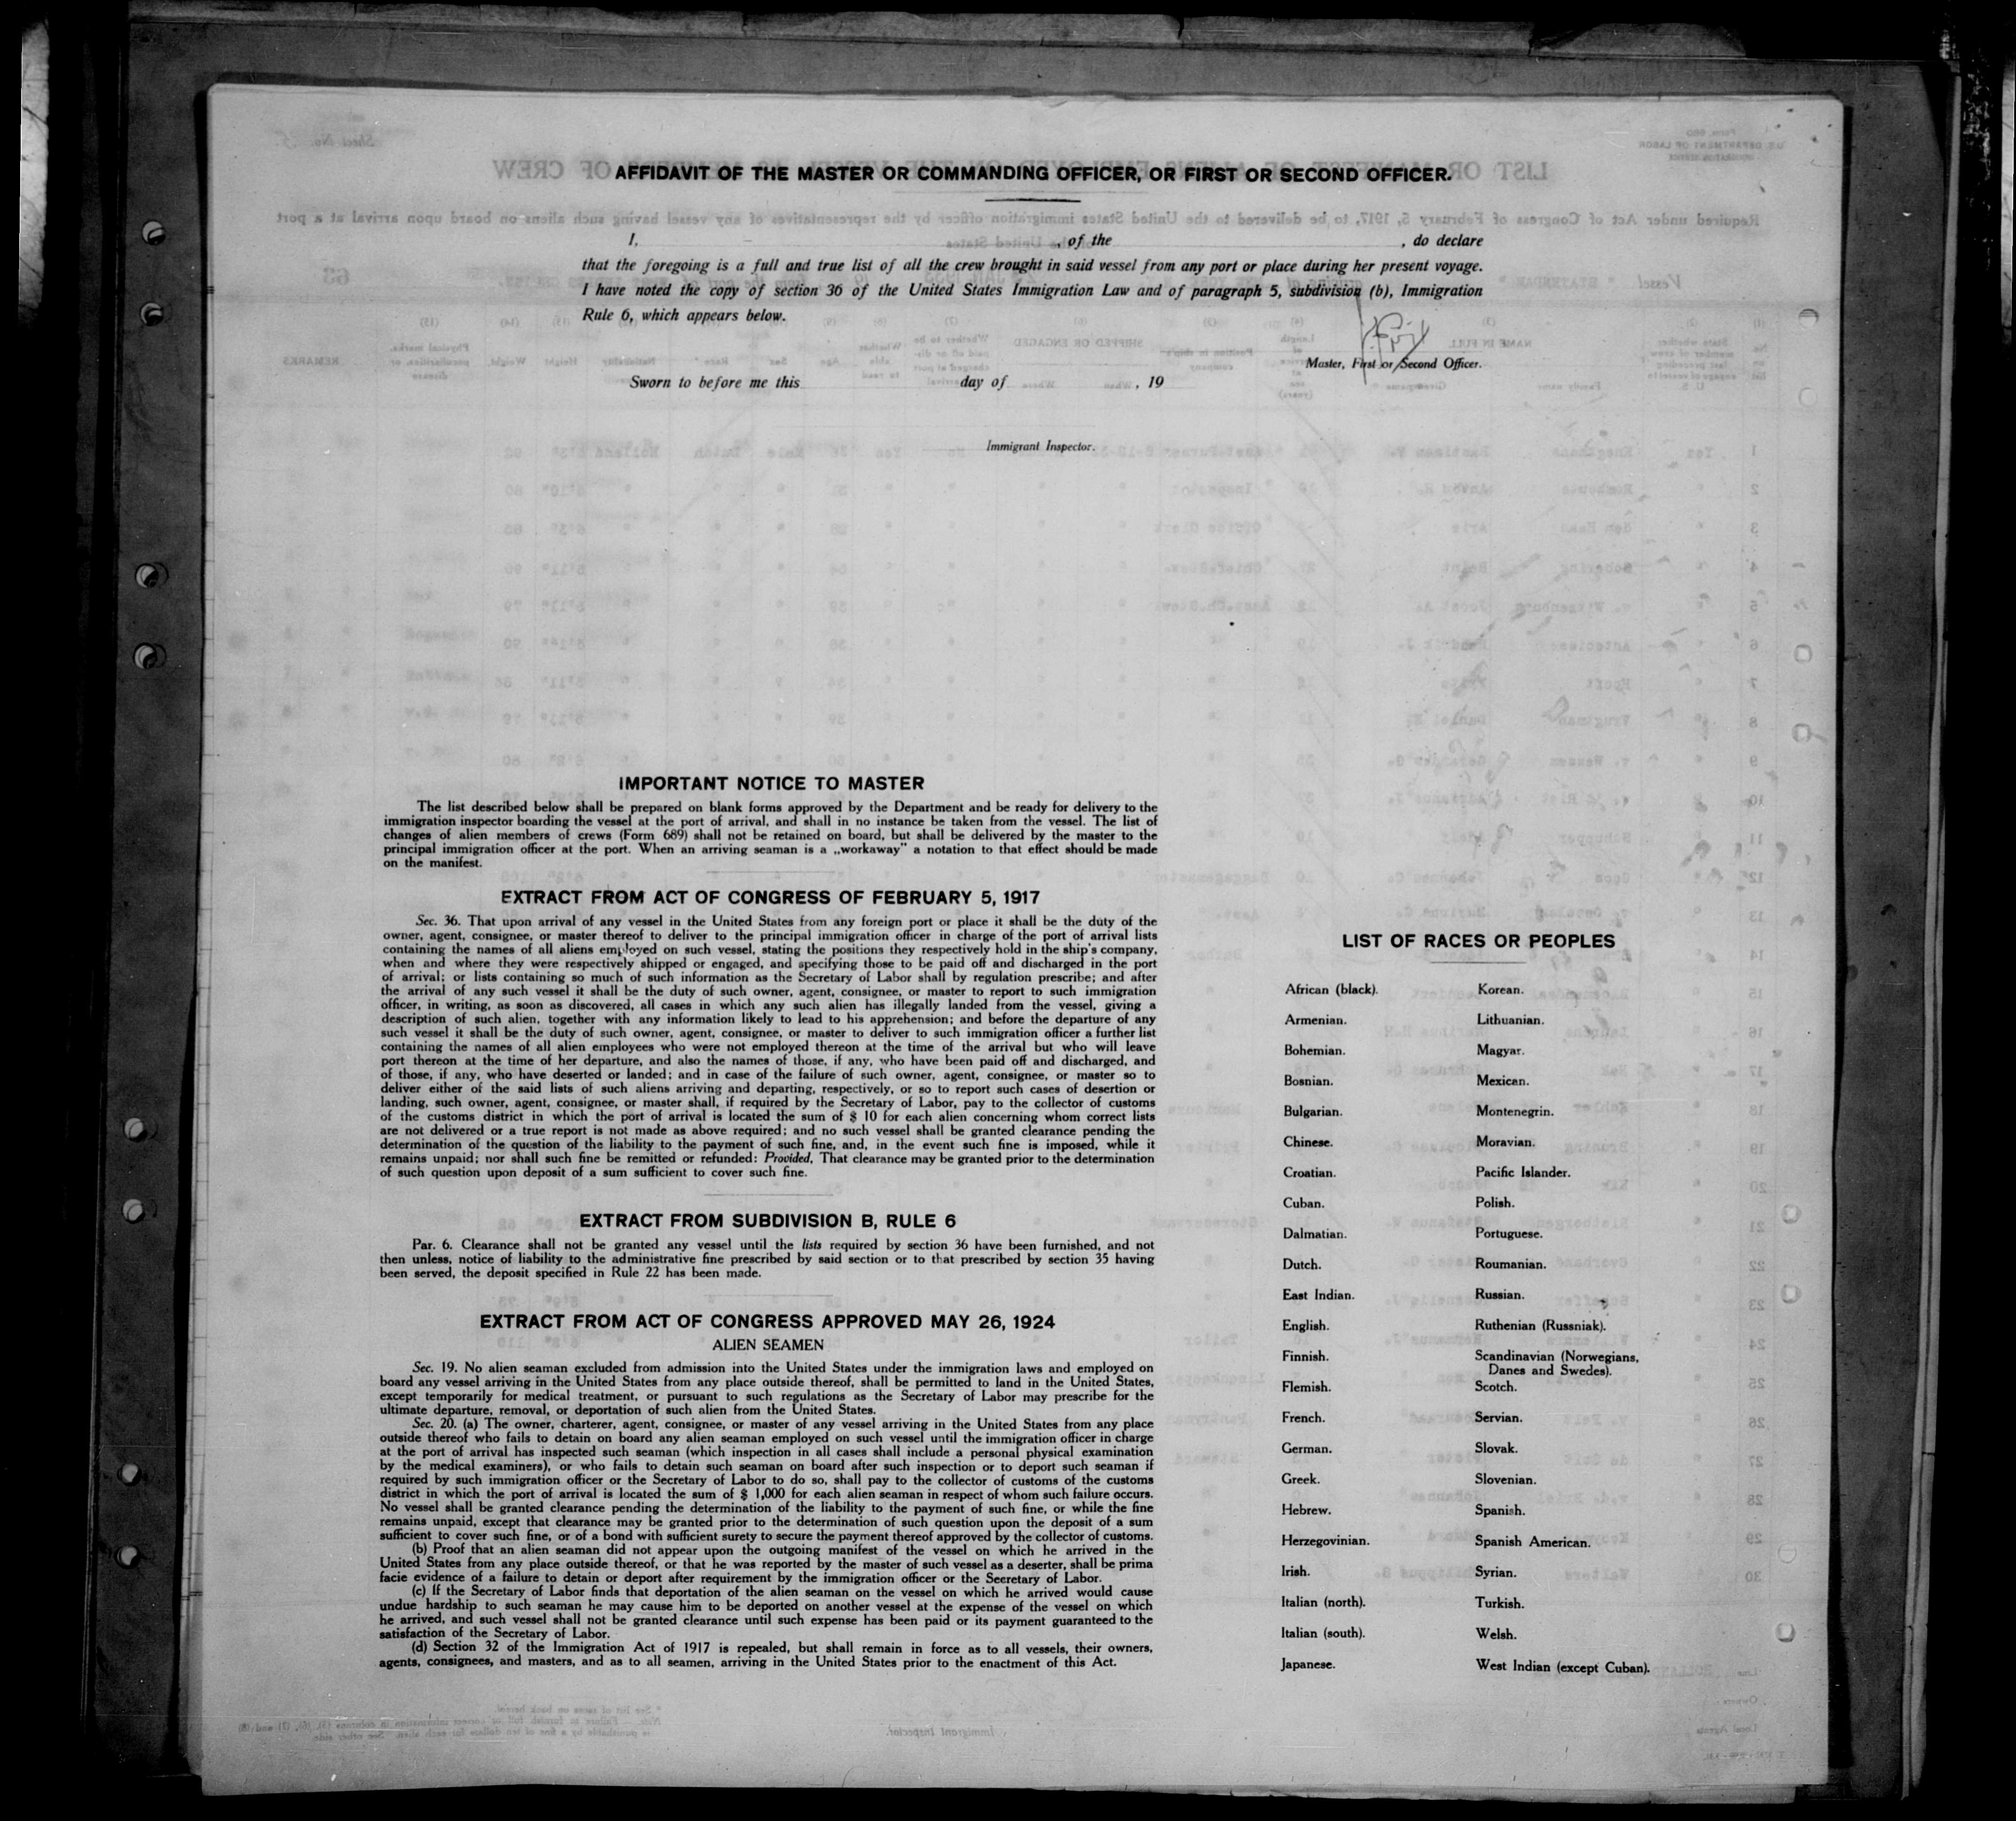 AFFIDAVIT OF THE MASTER OR COMMANDING OFFICER, OR FIRST OR SECOND OFFICER.
I, , of the , do declare
that the foregoing is a full and true list of all the crew brought in said vessel from any port or place during her present voyage.
I have noted the copy of section 36 of the United States Immigration Law and of paragraph 5, subdivision (b), Immigration
Rule 6, which appears below.
Master, First or Second Officer.
Sworn to before me this day of , 19
Immigrant Inspector.
IMPORTANT NOTICE TO MASTER
The list described below shall be prepared on blank forms approved by the Department and be ready for delivery to the
immigration inspector boarding the vessel at the port of arrival, and shall in no instance be taken from the vessel. The list of
changes of alien members of crews (Form 689) shall not be retained on board, but shall be delivered by the master to the
principal immigration officer at the port. When an arriving seaman is a „workaway” a notation to that effect should be made
on the manifest.
EXTRACT FROM ACT OF CONGRESS OF FEBRUARY 5, 1917
Sec. 36. That upon arrival of any vessel in the United States from any foreign port or place it shall be the duty of the
owner, agent, consignee, or master thereof to deliver to the principal immigration officer in charge of the port of arrival lists
containing the names of all aliens employed on such vessel, stating the positions they respectively hold in the ship's company,
when and where they were respectively shipped or engaged, and specifying those to be paid off and discharged in the port
of arrival; or lists containing so much of such information as the Secretary of Labor shall by regulation prescribe; and after
the arrival of any such vessel it shall be the duty of such owner, agent, consignee, or master to report to such immigration
officer, in writing, as soon as discovered, all cases in which any such alien has illegally landed from the vessel, giving a
description of such alien, together with any information likely to lead to his apprehension; and before the departure of any
such vessel it shall be the duty of such owner, agent, consignee, or master to deliver to such immigration officer a further list
containing the names of all alien employees who were not employed thereon at the time of the arrival but who will leave
port thereon at the time of her departure, and also the names of those, if any, who have been paid off and discharged, and
of those, if any, who have deserted or landed; and in case of the failure of such owner, agent, consignee, or master so to
deliver either of the said lists of such aliens arriving and departing, respectively, or so to report such cases of desertion or
landing, such owner, agent, consignee, or master shall, if required by the Secretary of Labor, pay to the collector of customs
of the customs district in which the port of arrival is located the sum of $ 10 for each alien concerning whom correct lists
are not delivered or a true report is not made as above required; and no such vessel shall be granted clearance pending the
determination of the question of the liability to the payment of such fine, and, in the event such fine is imposed, while it
remains unpaid; nor shall such fine be remitted or refunded: Provided, That clearance may be granted prior to the determination
of such question upon deposit of a sum sufficient to cover such fine.
EXTRACT FROM SUBDIVISION B, RULE 6
Par. 6. Clearance shall not be granted any vessel until the lists required by section 36 have been furnished, and not
then unless, notice of liability to the administrative fine prescribed by said section or to that prescribed by section 35 having
been served, the deposit specified in Rule 22 has been made.
EXTRACT FROM ACT OF CONGRESS APPROVED MAY 26, 1924
ALIEN SEAMEN
Sec. 19. No alien seaman excluded from admission into the United States under the immigration laws and employed on
board any vessel arriving in the United States from any place outside thereof, shall be permitted to land in the United States,
except temporarily for medical treatment, or pursuant to such regulations as the Secretary of Labor may prescribe for the
ultimate departure, removal, or deportation of such alien from the United States.
Sec. 20. (a) The owner, charterer, agent, consignee, or master of any vessel arriving in the United States from any place
outside thereof who fails to detain on board any alien seaman employed on such vessel until the immigration officer in charge
at the port of arrival has inspected such seaman (which inspection in all cases shall include a personal physical examination
by the medical examiners), or who fails to detain such seaman on board after such inspection or to deport such seaman if
required by such immigration officer or the Secretary of Labor to do so, shall pay to the collector of customs of the customs
district in which the port of arrival is located the sum of $ 1,000 for each alien seaman in respect of whom such failure occurs.
No vessel shall be granted clearance pending the determination of the liability to the payment of such fine, or while the fine
remains unpaid, except that clearance may be granted prior to the determination of such question upon the deposit of a sum
sufficient to cover such fine, or of a bond with sufficient surety to secure the payment thereof approved by the collector of customs.
(b) Proof that an alien seaman did not appear upon the outgoing manifest of the vessel on which he arrived in the
United States from any place outside thereof, or that he was reported by the master of such vessel as a deserter, shall be prima
facie evidence of a failure to detain or deport after requirement by the immigration officer or the Secretary of Labor.
(c) If the Secretary of Labor finds that deportation of the alien seaman on the vessel on which he arrived would cause
undue hardship to such seaman he may cause him to be deported on another vessel at the expense of the vessel on which
he arrived, and such vessel shall not be granted clearance until such expense has been paid or its payment guaranteed to the
satisfaction of the Secretary of Labor.
(d) Section 32 of the Immigration Act of 1917 is repealed, but shall remain in force as to all vessels, their owners,
agents, consignees, and masters, and as to all seamen, arriving in the United States prior to the enactment of this Act.
LIST OF RACES OR PEOPLES
African (black).
Armenian.
Bohemian.
Bosnian.
Bulgarian.
Chinese.
Croatian.
Cuban.
Dalmatian.
Dutch.
East Indian.
English.
Finnish.
Flemish.
French.
German.
Greek.
Hebrew.
Herzegovinian.
Irish.
Italian (north).
Italian (south).
Japanese.
Korean.
Lithuanian.
Magyar.
Mexican.
Montenegrin.
Moravian.
Pacific Islander.
Polish.
Portuguese.
Roumanian.
Russian.
Ruthenian (Russniak).
Scandinavian (Norwegians,
Danes and Swedes).
Scotch.
Servian.
Slovak.
Slovenian.
Spanish.
Spanish American.
Syrian.
Turkish.
Welsh.
West Indian (except Cuban).